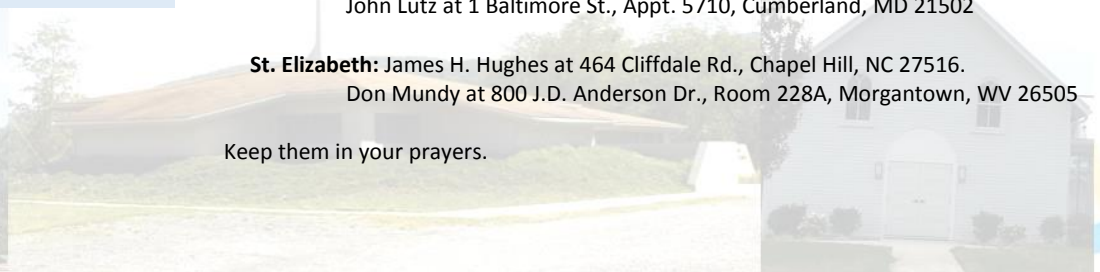 John Lutz at 1 Baltimore St., Appt. 5710, Cumberland, MD 21502
St. Elizabeth: James H. Hughes at 464 Cliffdale Rd., Chapel Hill, NC 27516.
Don Mundy at 800 J.D. Anderson Dr., Room 228A, Morgantown, WV 26505
Keep them in your prayers.